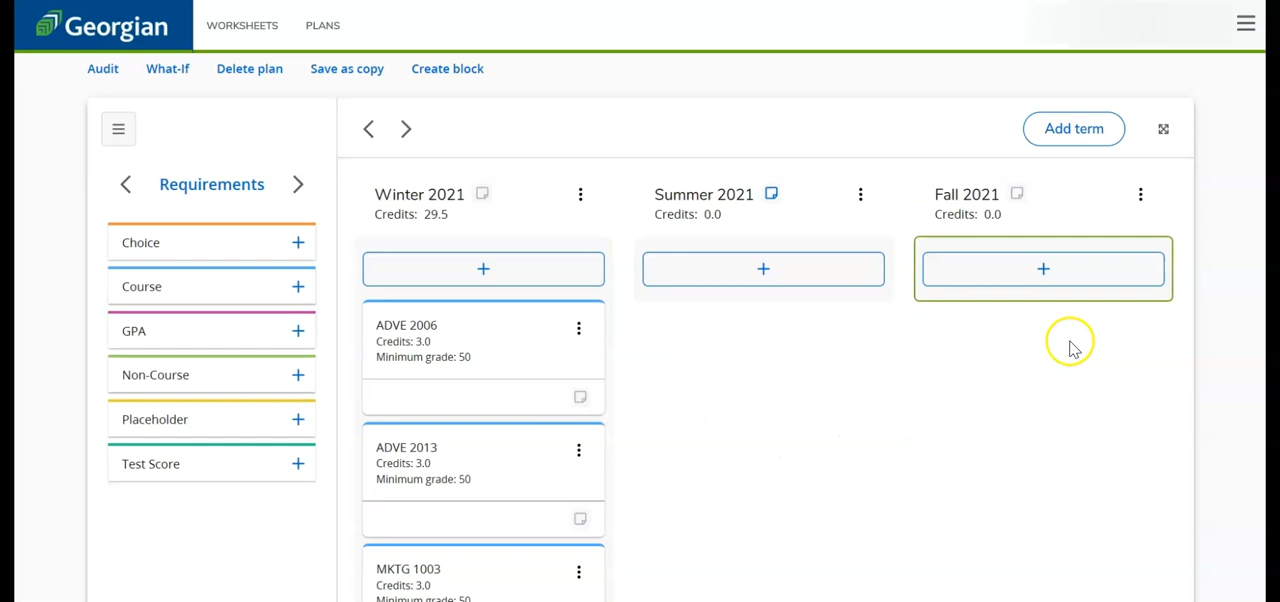 Georgian
WORKSHEETS PLANS
Audit What-If Delete plan Save as copy Create block
Add term
Requirements
Choice
Course
GPA
Non-Course
Placeholder
Test Score
Winter 2021
Credits: 29.5
ADVE 2006
Credits: 3.0
Minimum grade: 50
ADVE 2013
Credits: 3.0
Minimum grade: 50
MKTG 1003
Credits: 3.0
Minimum grade: 50
Summer 2021
Credits: 0.0
Fall 2021
Credits: 0.0